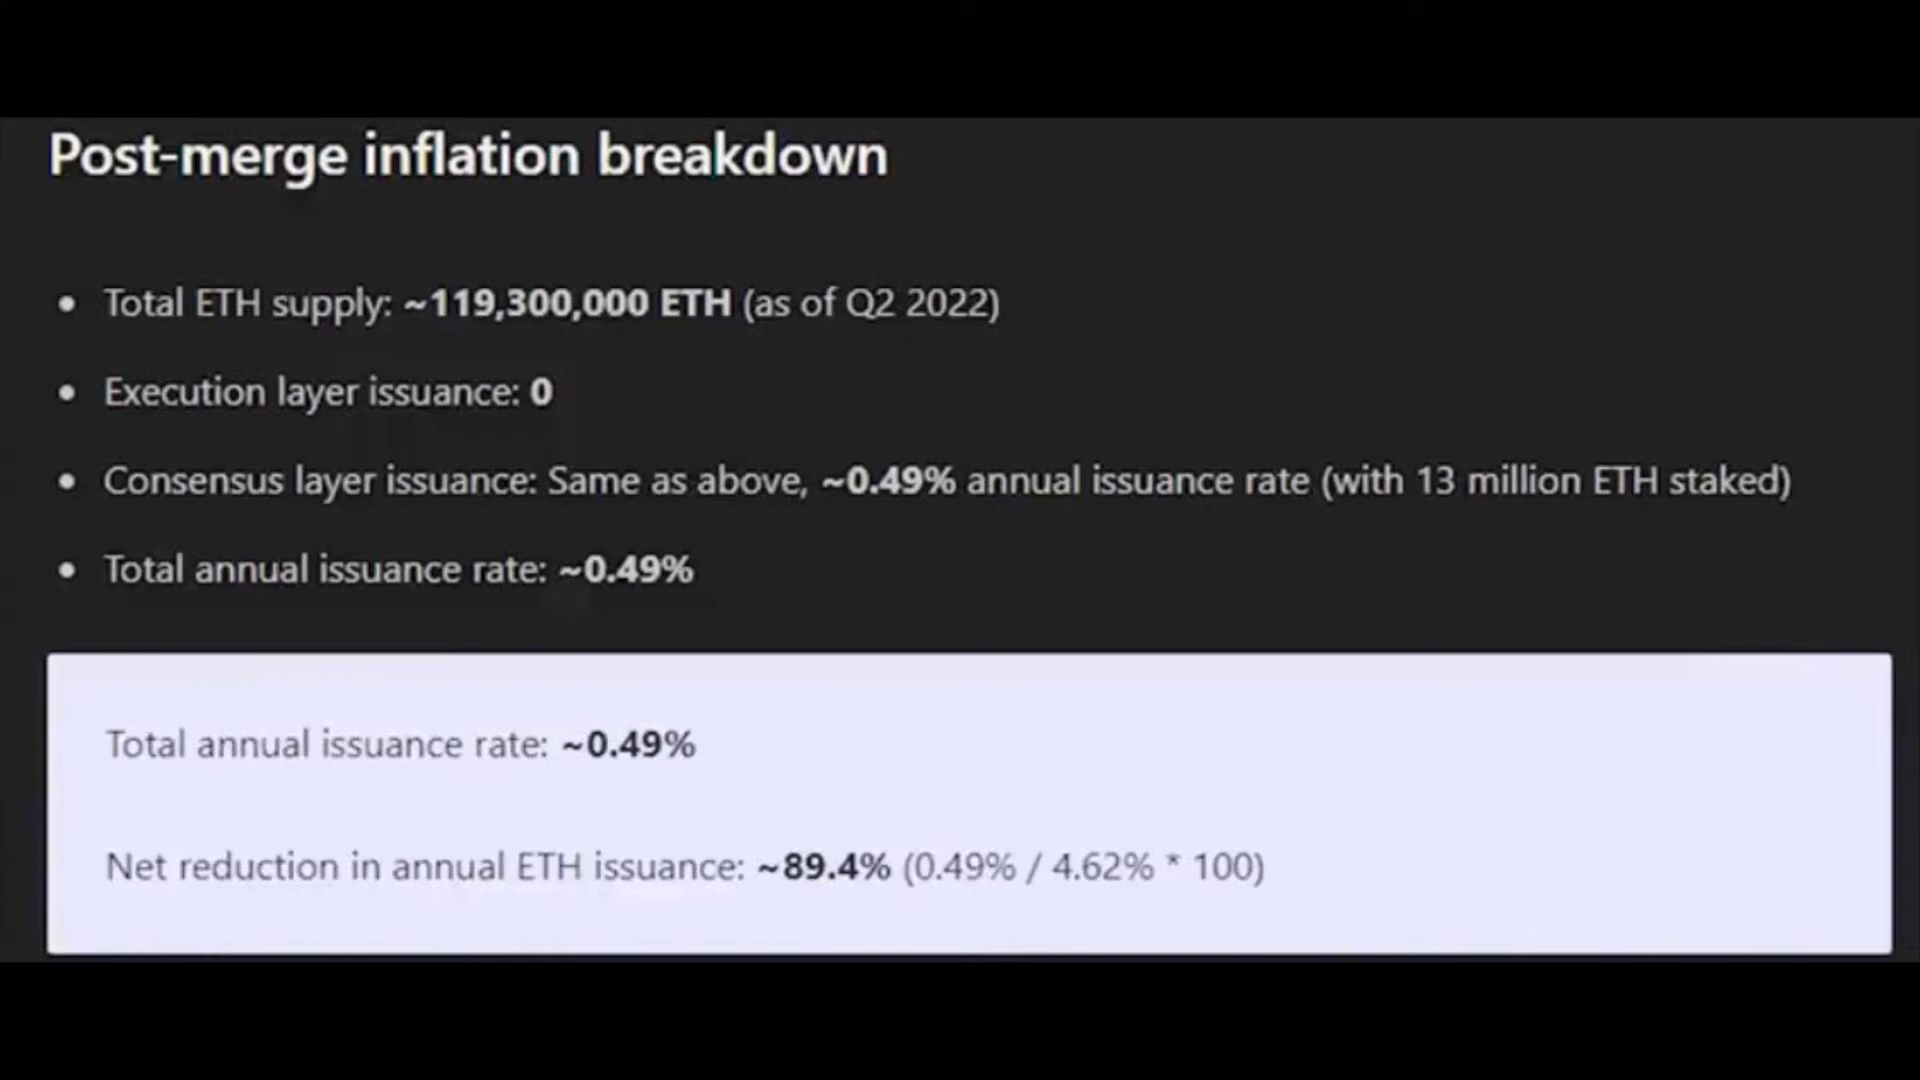 Post-merge inflation breakdown
• Total ETH supply: ~119,300,000 ETH (as of Q2 2022)
• Execution layer issuance: 0
• Consensus layer issuance: Same as above, ~0.49% annual issuance rate (with 13 million ETH staked)
• Total annual issuance rate: ~0.49%
Total annual issuance rate: ~0.49%
Net reduction in annual ETH issuance: ~89.4% (0.49% / 4.62% * 100)